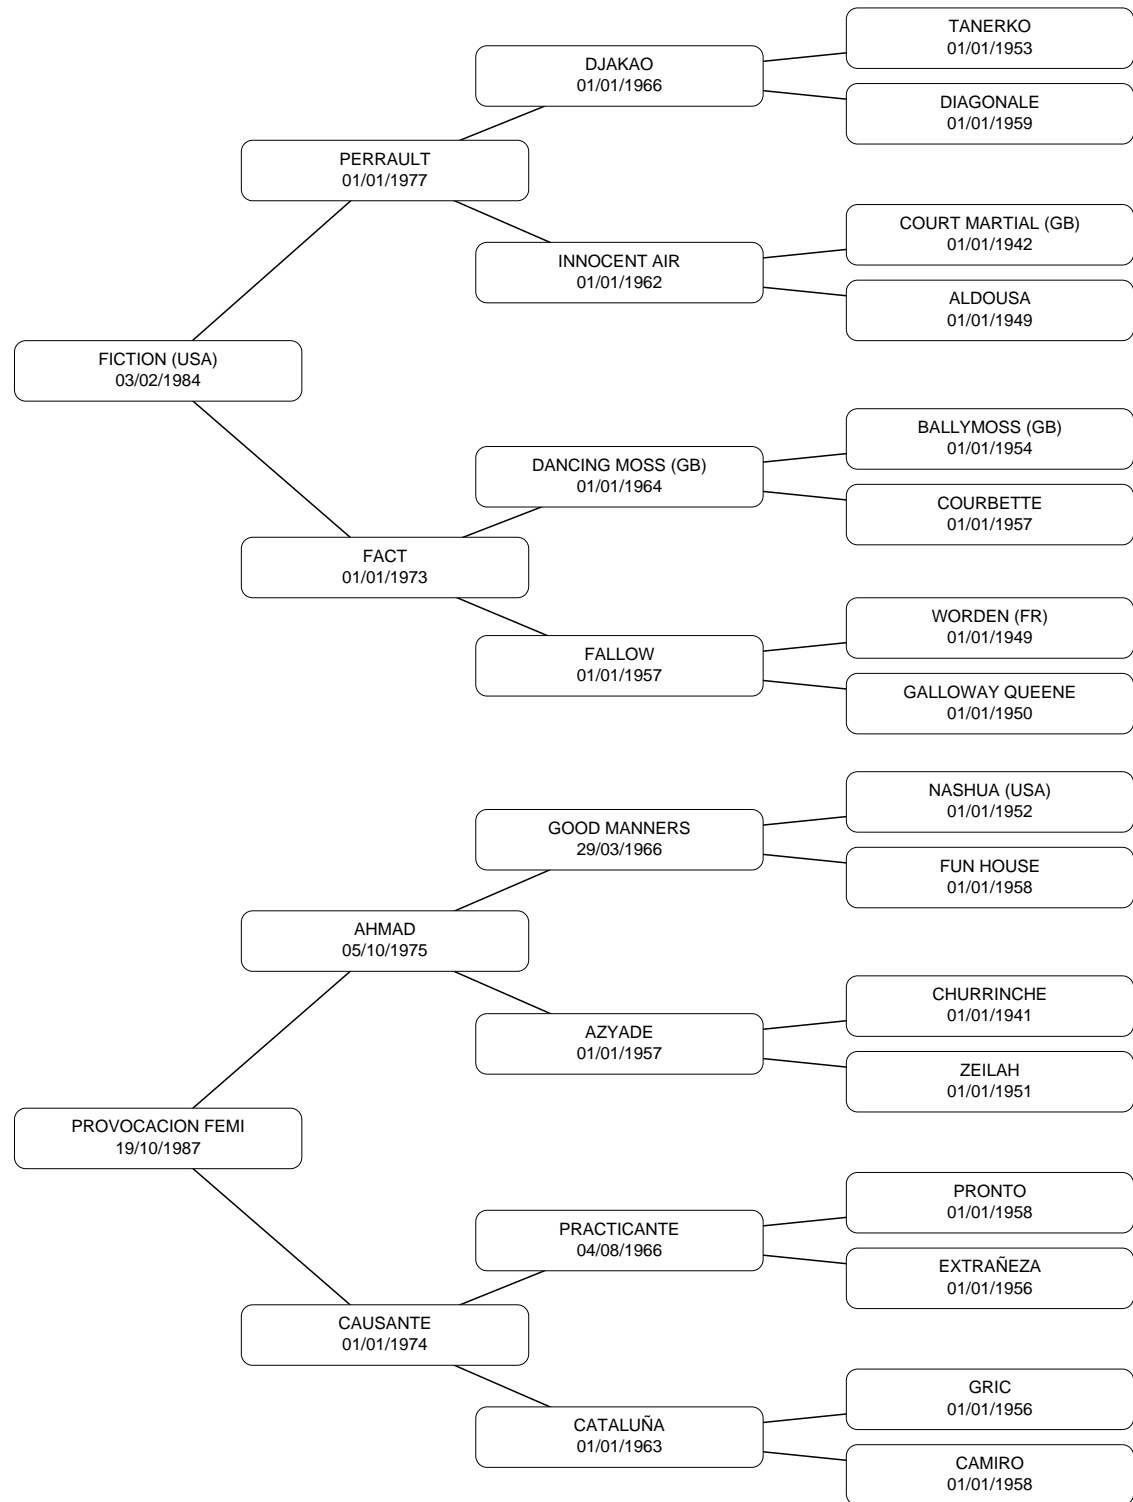 TANERKO
01/01/1953
DJAKAO
01/01/1966
DIAGONALE
01/01/1959
PERRAULT
01/01/1977
COURT MARTIAL (GB)
01/01/1942
INNOCENT AIR
01/01/1962
ALDOUSA
01/01/1949
FICTION (USA)
03/02/1984
BALLYMOSS (GB)
01/01/1954
DANCING MOSS (GB)
01/01/1964
COURBETTE
01/01/1957
FACT
01/01/1973
WORDEN (FR)
01/01/1949
FALLOW
01/01/1957
GALLOWAY QUEENE
01/01/1950
NASHUA (USA)
01/01/1952
GOOD MANNERS
29/03/1966
FUN HOUSE
01/01/1958
AHMAD
05/10/1975
CHURRINCHE
01/01/1941
AZYADE
01/01/1957
ZEILAH
01/01/1951
PROVOCACION FEMI
19/10/1987
PRONTO
01/01/1958
PRACTICANTE
04/08/1966
EXTRAÑEZA
01/01/1956
CAUSANTE
01/01/1974
GRIC
01/01/1956
CATALUÑA
01/01/1963
CAMIRO
01/01/1958